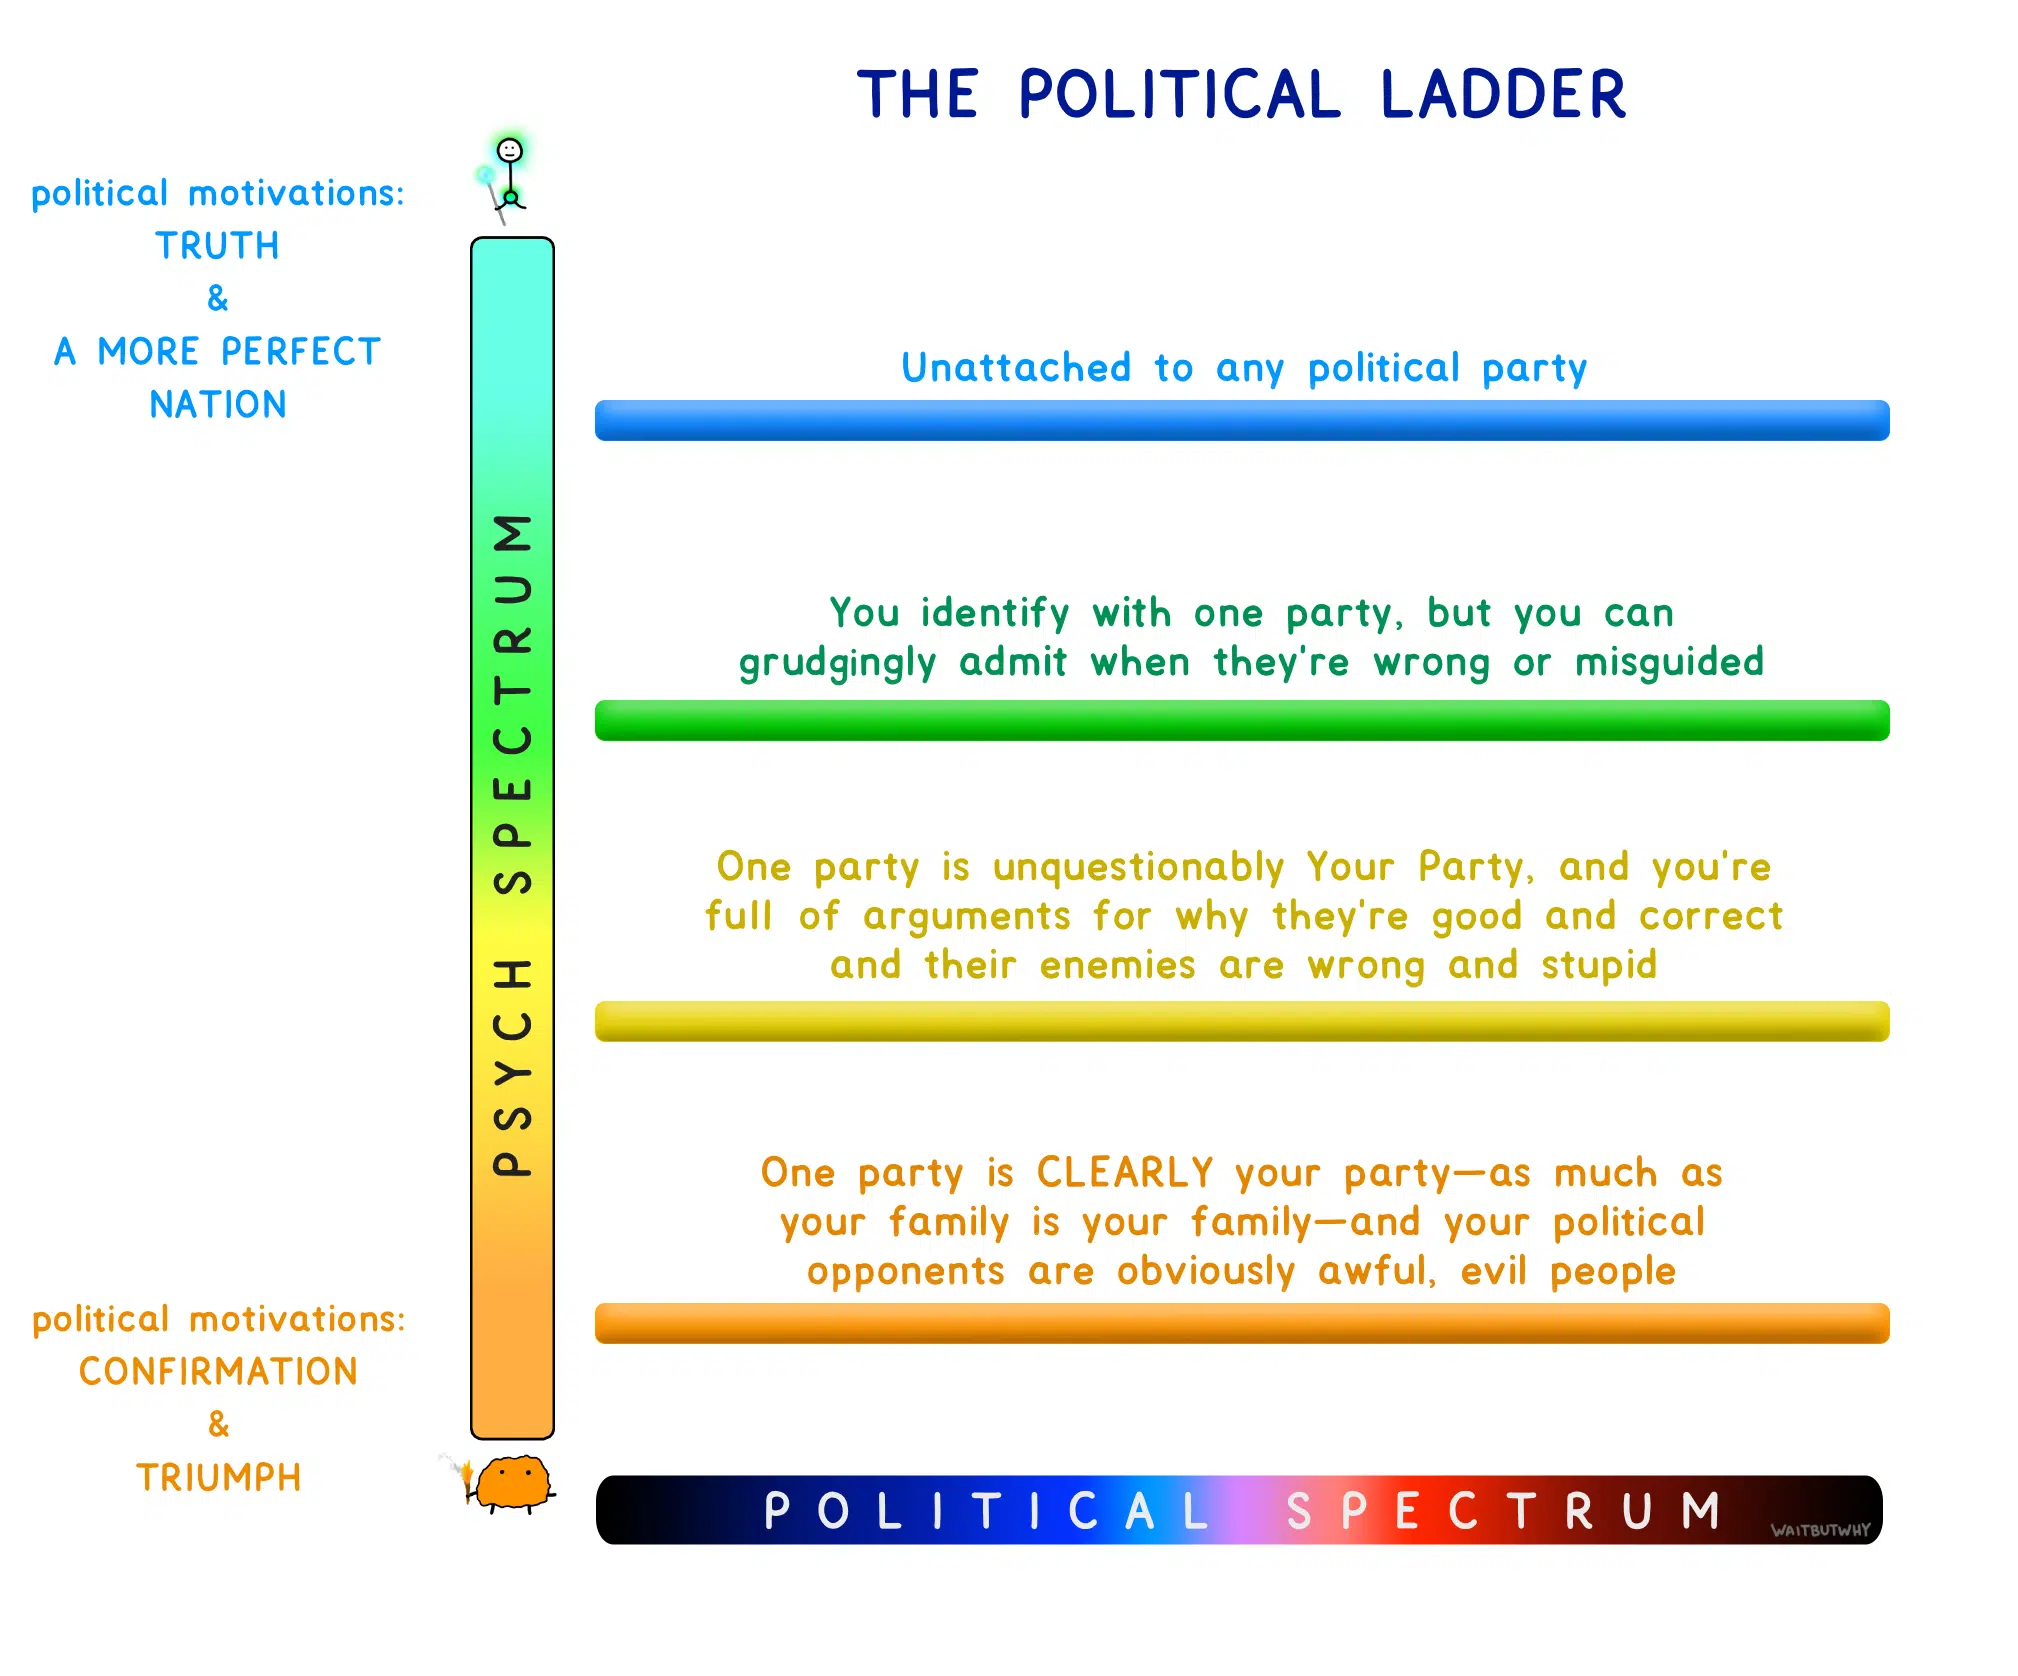 THE POLITICAL LADDER
political motivations:
TRUTH
&
A MORE PERFECT
NATION
Unattached to any political party
You identify with one party, but you can
grudgingly admit when they're wrong or misguided
PSYCH SPECTRUM
One party is unquestionably Your Party, and you're
full of arguments for why they're good and correct
and their enemies are wrong and stupid
One party is CLEARLY your party—as much as
your family is your family—and your political
opponents are obviously awful, evil people
political motivations:
CONFIRMATION
&
TRIUMPH
POLITICAL SPECTRUM
WAITBUTWHY